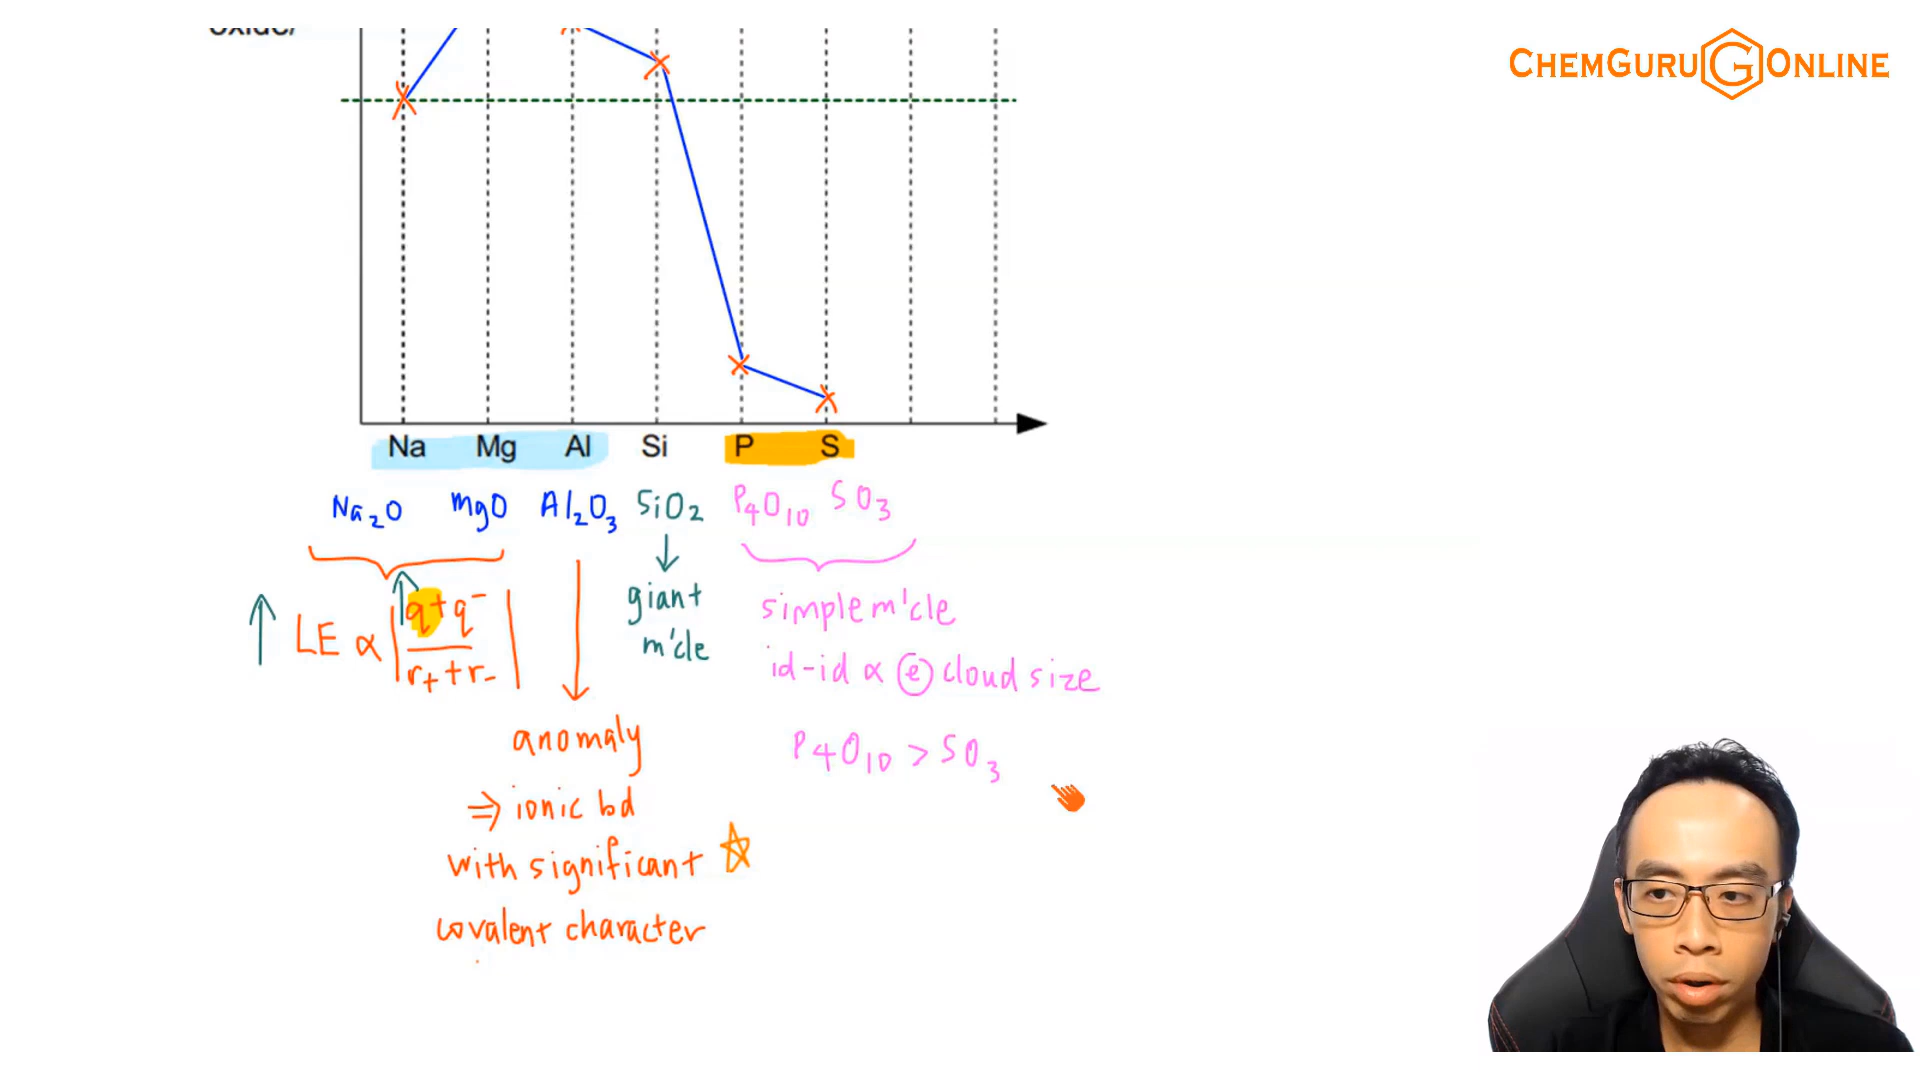 oxide/
CHEMGURU G ONLINE
Na Mg Al Si P S
Na₂O MgO Al₂O₃ SiO₂ P₄O₁₀ SO₃
↑ LE ∝ | q⁺q⁻ / r₊ + r₋ |
↑
anomaly
⇒ ionic bd
with significant ☆
covalent character
giant
m'cle
simple m'cle
id-id ∝ ⓔ cloud size
P₄O₁₀ > SO₃